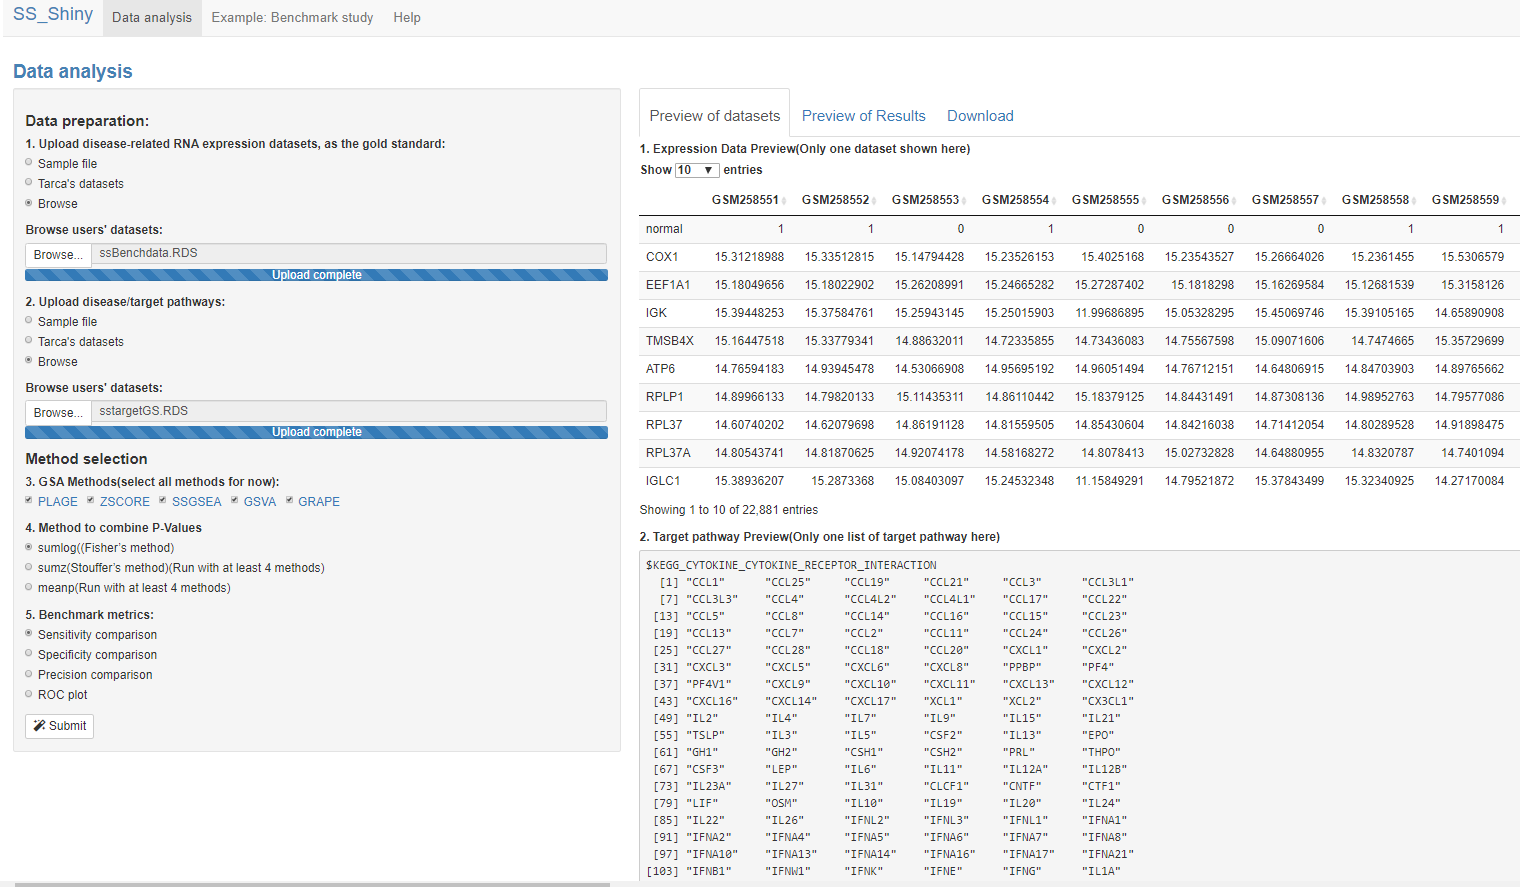 SS_Shiny Data analysis Example: Benchmark study Help
Data analysis
Data preparation:
1. Upload disease-related RNA expression datasets, as the gold standard:
Sample file
Tarca's datasets
Browse
Browse users' datasets:
Browse... ssBenchdata.RDS
Upload complete
2. Upload disease/target pathways:
Sample file
Tarca's datasets
Browse
Browse users' datasets:
Browse... sstargetGS.RDS
Upload complete
Method selection
3. GSA Methods(select all methods for now):
PLAGE ZSCORE SSGSEA GSVA GRAPE
4. Method to combine P-Values
sumlog((Fisher's method)
sumz(Stouffer's method)(Run with at least 4 methods)
meanp(Run with at least 4 methods)
5. Benchmark metrics:
Sensitivity comparison
Specificity comparison
Precision comparison
ROC plot
Submit
Preview of datasets Preview of Results Download
1. Expression Data Preview(Only one dataset shown here)
Show 10 entries
GSM258551 GSM258552 GSM258553 GSM258554 GSM258555 GSM258556 GSM258557 GSM258558 GSM258559
normal 1 1 0 1 0 0 0 1 1
COX1 15.31218988 15.33512815 15.14794428 15.23526153 15.4025168 15.23543527 15.26664026 15.2361455 15.5306579
EEF1A1 15.18049656 15.18022902 15.26208991 15.24665282 15.27287402 15.1818298 15.16269584 15.12681539 15.3158126
IGK 15.39448253 15.37584761 15.25943145 15.25015903 11.99686895 15.05328295 15.45069746 15.39105165 14.65890908
TMSB4X 15.16447518 15.33779341 14.88632011 14.72335855 14.73436083 14.75567598 15.09071606 14.7474665 15.35729699
ATP6 14.76594183 14.93945478 14.53066908 14.95695192 14.96051494 14.76712151 14.64806915 14.84703903 14.89765662
RPLP1 14.89966133 14.79820133 15.11435311 14.86110442 15.18379125 14.84431491 14.87308136 14.98952763 14.79577086
RPL37 14.60740202 14.62079698 14.86191128 14.81559505 14.85430604 14.84216038 14.71412054 14.80289528 14.91898475
RPL37A 14.80543741 14.81870625 14.92074178 14.58168272 14.8078413 15.02732828 14.64880955 14.8320787 14.7401094
IGLC1 15.38936207 15.2873368 15.08403097 15.24532348 11.15849291 14.79521872 15.37843499 15.32340925 14.27170084
Showing 1 to 10 of 22,881 entries
2. Target pathway Preview(Only one list of target pathway here)
$KEGG_CYTOKINE_CYTOKINE_RECEPTOR_INTERACTION
[1] "CCL1" "CCL25" "CCL19" "CCL21" "CCL3" "CCL3L1"
[7] "CCL3L3" "CCL4" "CCL4L2" "CCL4L1" "CCL17" "CCL22"
[13] "CCL5" "CCL8" "CCL14" "CCL16" "CCL15" "CCL23"
[19] "CCL13" "CCL7" "CCL2" "CCL11" "CCL24" "CCL26"
[25] "CCL27" "CCL28" "CCL18" "CCL20" "CXCL1" "CXCL2"
[31] "CXCL3" "CXCL5" "CXCL6" "CXCL8" "PPBP" "PF4"
[37] "PF4V1" "CXCL9" "CXCL10" "CXCL11" "CXCL13" "CXCL12"
[43] "CXCL16" "CXCL14" "CXCL17" "XCL1" "XCL2" "CX3CL1"
[49] "IL2" "IL4" "IL7" "IL9" "IL15" "IL21"
[55] "TSLP" "IL3" "IL5" "CSF2" "IL13" "EPO"
[61] "GH1" "GH2" "CSH1" "CSH2" "PRL" "THPO"
[67] "CSF3" "LEP" "IL6" "IL11" "IL12A" "IL12B"
[73] "IL23A" "IL27" "IL31" "CLCF1" "CNTF" "CTF1"
[79] "LIF" "OSM" "IL10" "IL19" "IL20" "IL24"
[85] "IL22" "IL26" "IFNL2" "IFNL3" "IFNL1" "IFNA1"
[91] "IFNA2" "IFNA4" "IFNA5" "IFNA6" "IFNA7" "IFNA8"
[97] "IFNA10" "IFNA13" "IFNA14" "IFNA16" "IFNA17" "IFNA21"
[103] "IFNB1" "IFNW1" "IFNK" "IFNE" "IFNG" "IL1A"